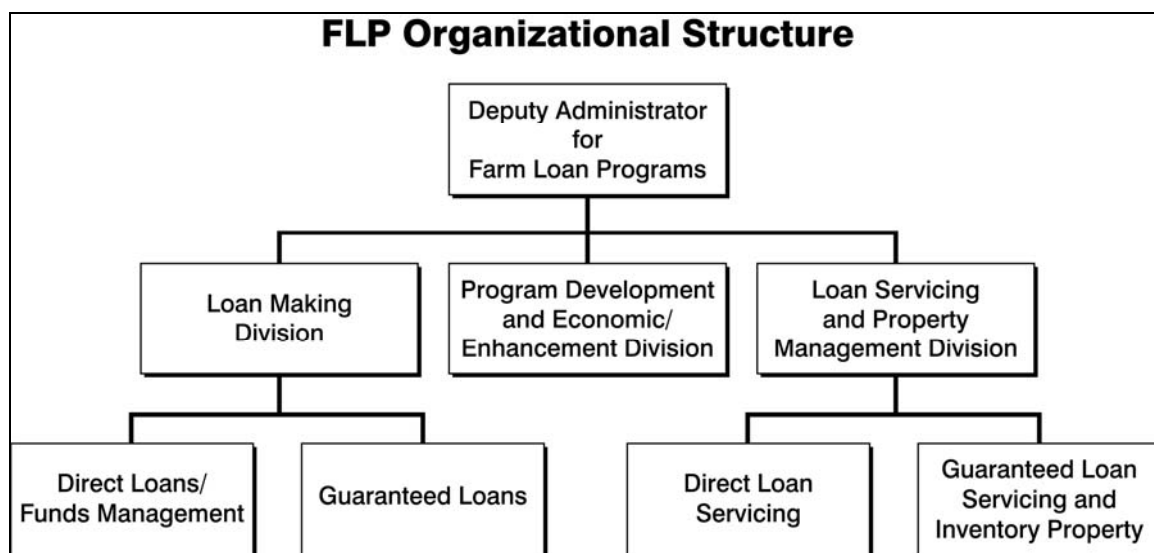 FLP Organizational Structure
Deputy Administrator
for
Farm Loan Programs
Loan Making
Division
Program Development
and Economic/
Enhancement Division
Loan Servicing
and Property
Management Division
Direct Loans/
Funds Management
Guaranteed Loans
Direct Loan
Servicing
Guaranteed Loan
Servicing and
Inventory Property